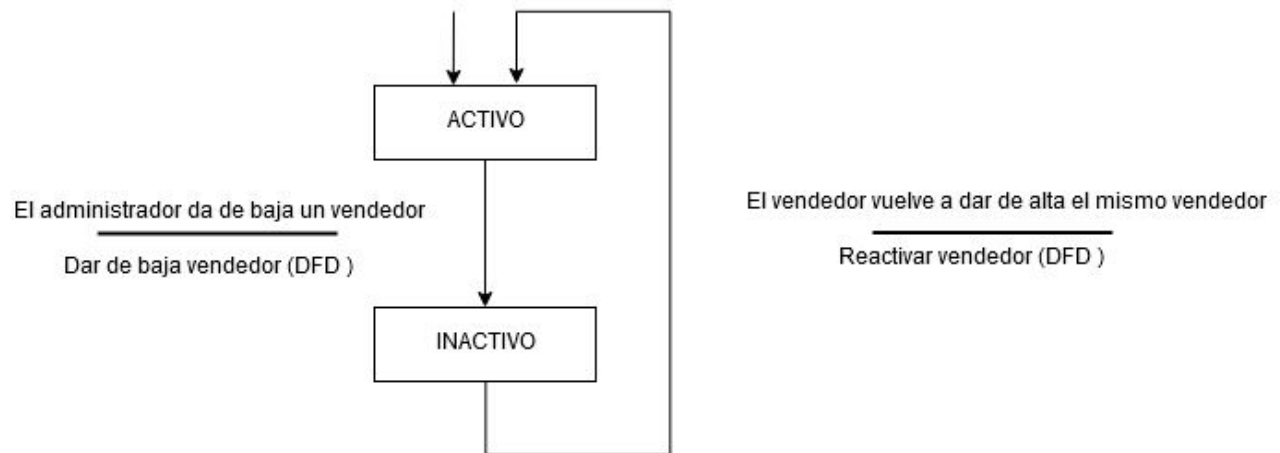 ACTIVO
El administrador da de baja un vendedor
Dar de baja vendedor (DFD )
El vendedor vuelve a dar de alta el mismo vendedor
Reactivar vendedor (DFD )
INACTIVO